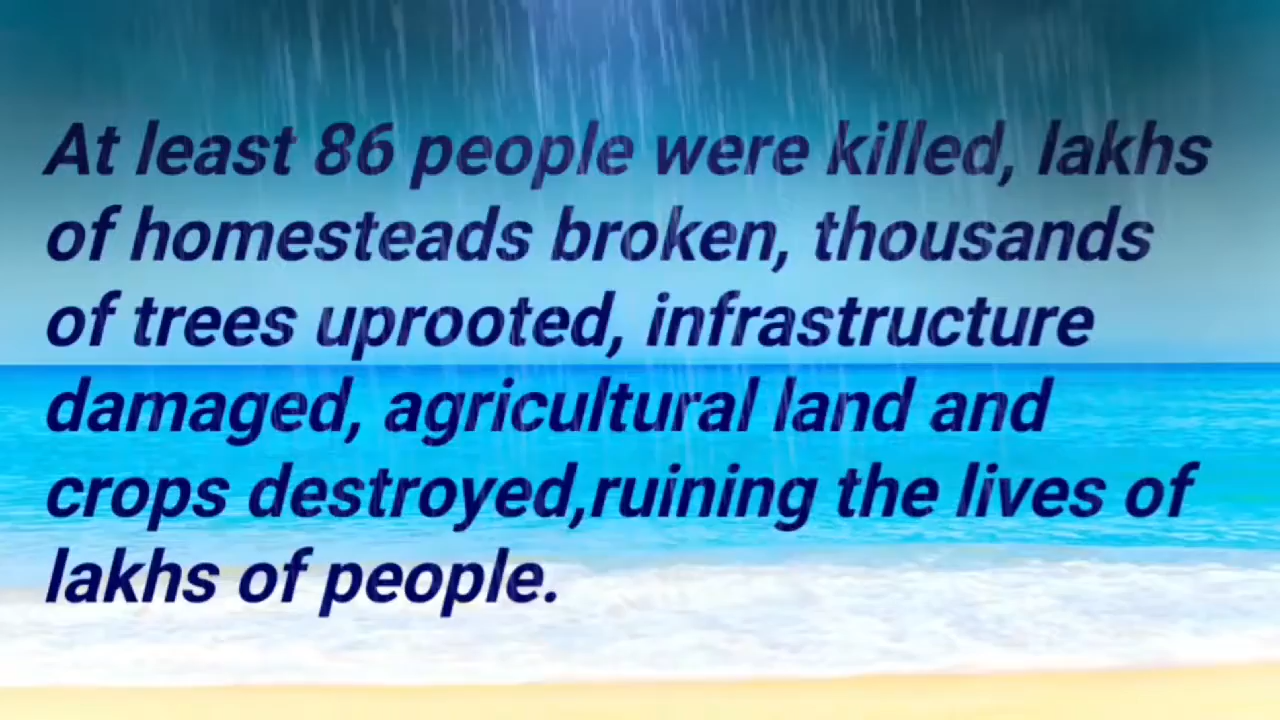 At least 86 people were killed, lakhs
of homesteads broken, thousands
of trees uprooted, infrastructure
damaged, agricultural land and
crops destroyed,ruining the lives of
lakhs of people.